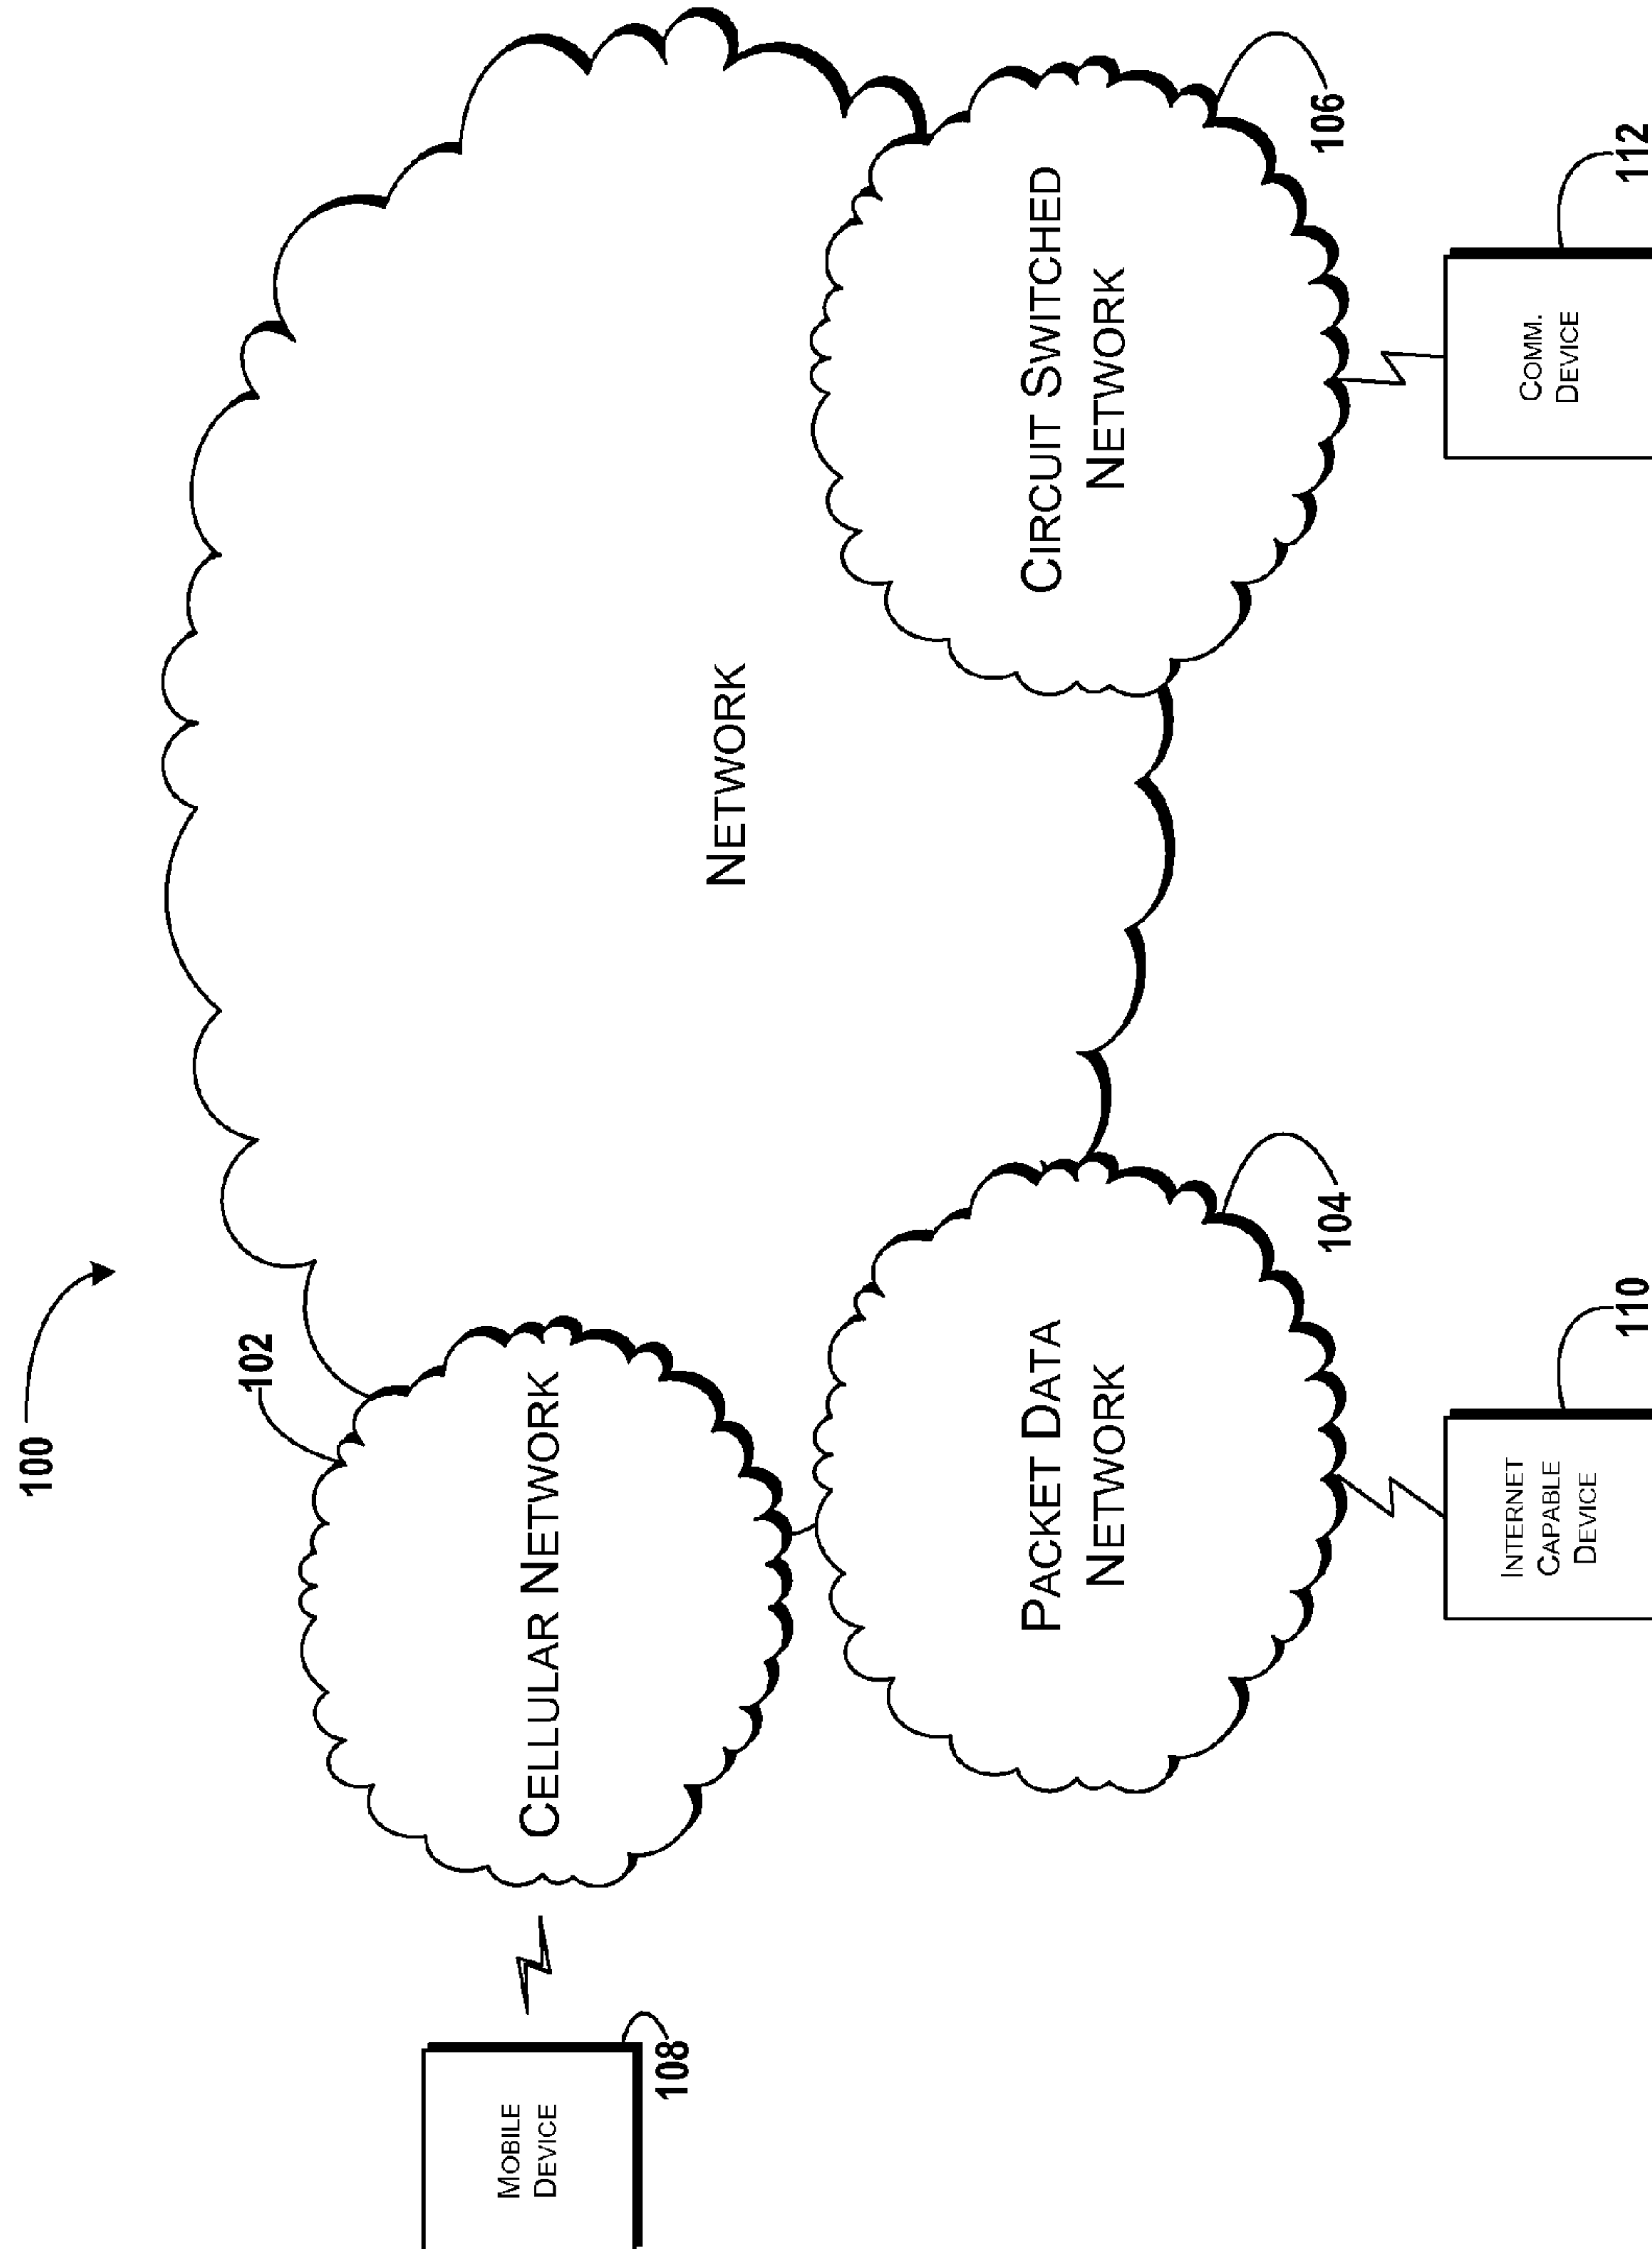 100
102
CELLULAR NETWORK
MOBILE
DEVICE
108
NETWORK
PACKET DATA
NETWORK
104
CIRCUIT SWITCHED
NETWORK
106
INTERNET
CAPABLE
DEVICE
110
COMM.
DEVICE
112